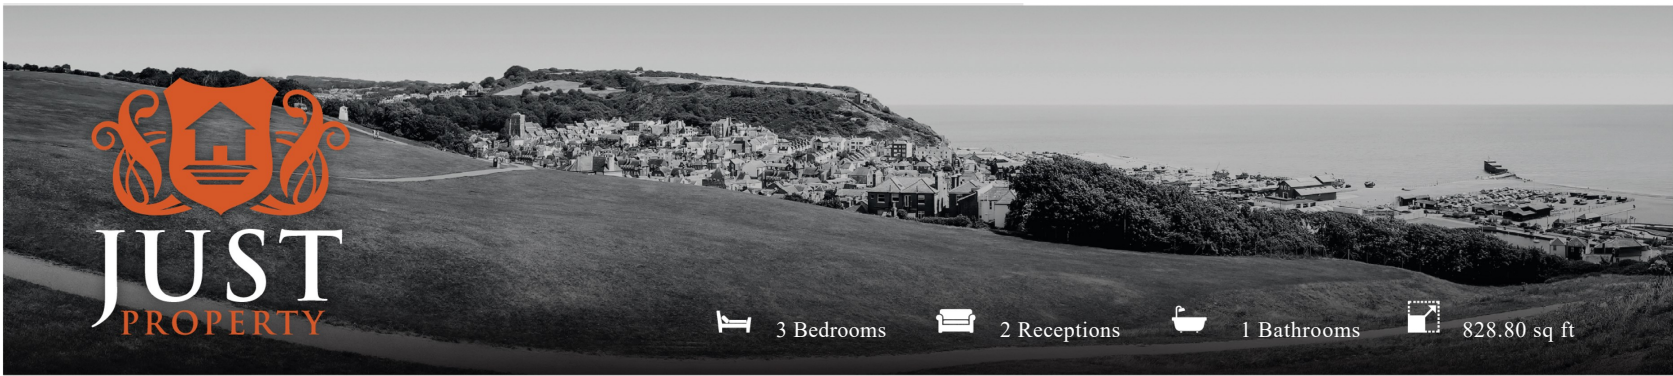 JUST
PROPERTY
3 Bedrooms
2 Receptions
1 Bathrooms
828.80 sq ft